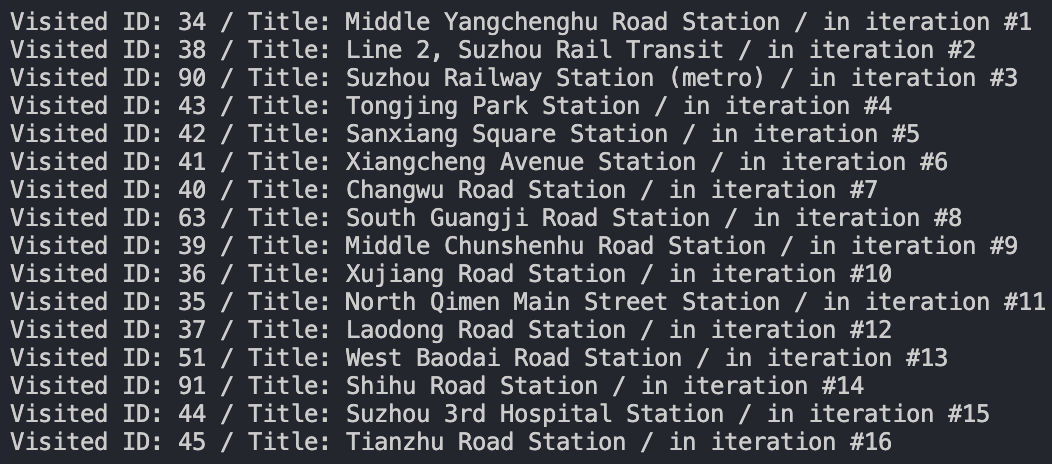 Visited ID: 34 / Title: Middle Yangchenghu Road Station / in iteration #1
Visited ID: 38 / Title: Line 2, Suzhou Rail Transit / in iteration #2
Visited ID: 90 / Title: Suzhou Railway Station (metro) / in iteration #3
Visited ID: 43 / Title: Tongjing Park Station / in iteration #4
Visited ID: 42 / Title: Sanxiang Square Station / in iteration #5
Visited ID: 41 / Title: Xiangcheng Avenue Station / in iteration #6
Visited ID: 40 / Title: Changwu Road Station / in iteration #7
Visited ID: 63 / Title: South Guangji Road Station / in iteration #8
Visited ID: 39 / Title: Middle Chunshenhu Road Station / in iteration #9
Visited ID: 36 / Title: Xujiang Road Station / in iteration #10
Visited ID: 35 / Title: North Qimen Main Street Station / in iteration #11
Visited ID: 37 / Title: Laodong Road Station / in iteration #12
Visited ID: 51 / Title: West Baodai Road Station / in iteration #13
Visited ID: 91 / Title: Shihu Road Station / in iteration #14
Visited ID: 44 / Title: Suzhou 3rd Hospital Station / in iteration #15
Visited ID: 45 / Title: Tianzhu Road Station / in iteration #16